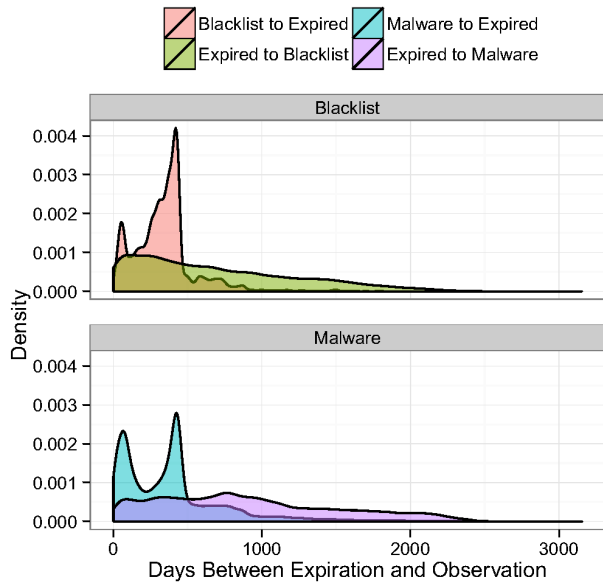 Blacklist to Expired
Malware to Expired
Expired to Blacklist
Expired to Malware
Blacklist
0.004
0.003
0.002
0.001
0.000
Density
Malware
0.004
0.003
0.002
0.001
0.000
0
1000
2000
3000
Days Between Expiration and Observation